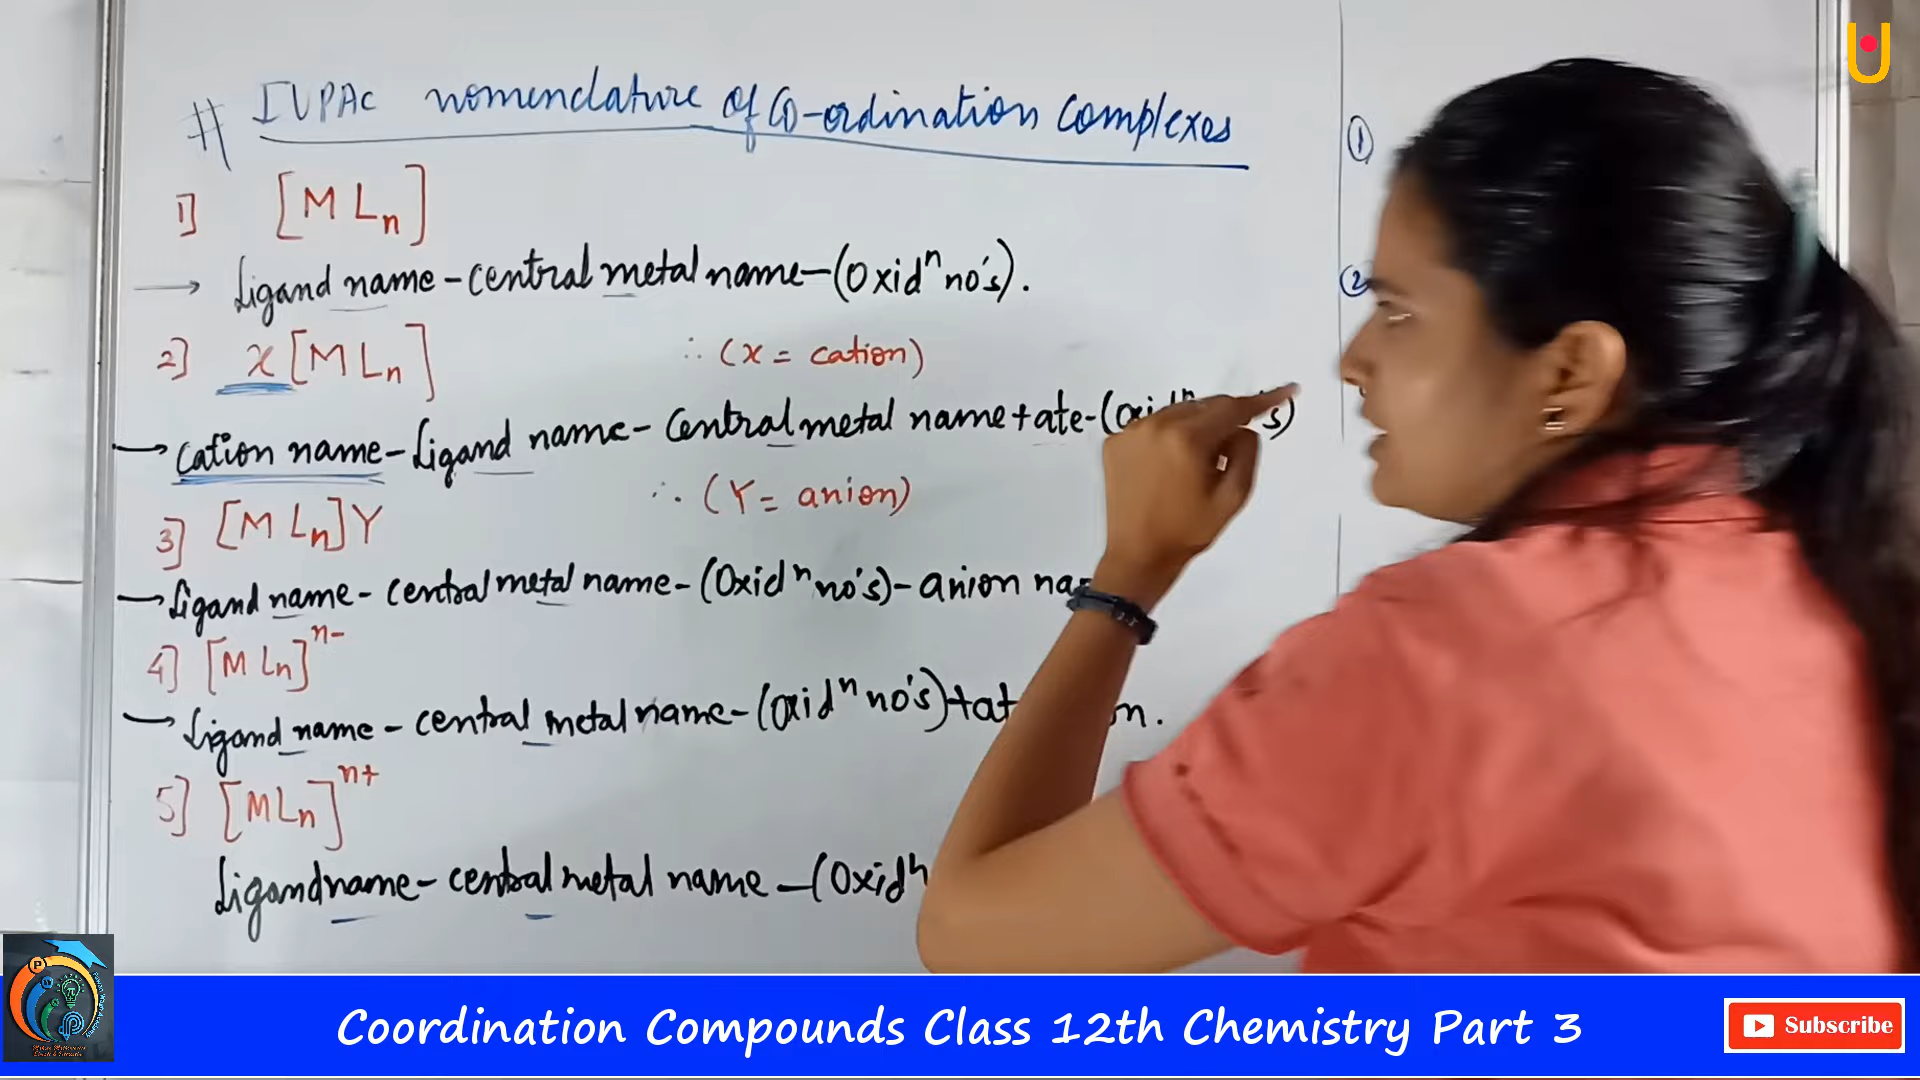 # IUPAC nomenclature of Co-ordination Complexes
1] [M Ln]
→ Ligand name - central metal name - (Oxidⁿ no's).
2] x [M Ln] ∴ (x = cation)
→ cation name - Ligand name - Central metal name + ate - (oxidⁿ
3] [M Ln] Y ∴ (Y = anion)
→ Ligand name - central metal name - (Oxidⁿ no's) - anion
4] [M Ln]ⁿ⁻
→ Ligand name - central metal name - (oxidⁿ no's) +
5] [MLn]ⁿ⁺
Ligand name - central metal name - (Oxidⁿ
①
②
U
Coordination Compounds Class 12th Chemistry Part 3
Subscribe